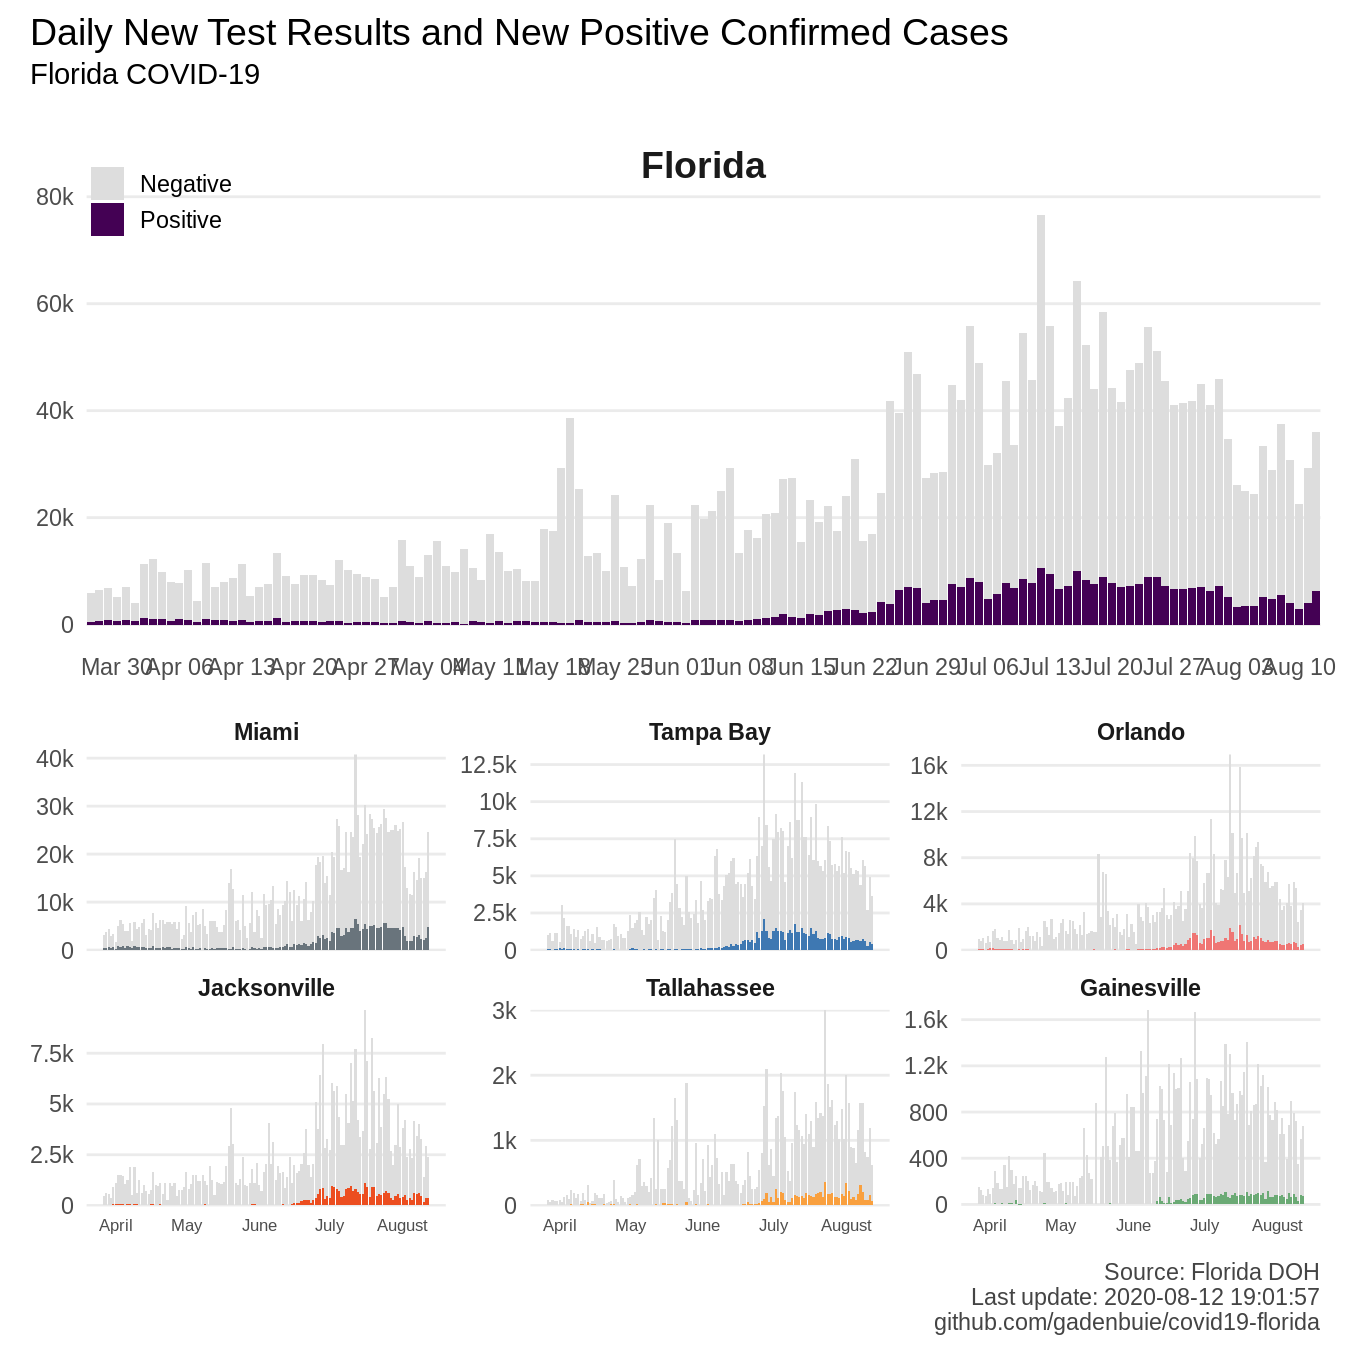 Daily New Test Results and New Positive Confirmed Cases
Florida COVID-19
Florida
Negative
Positive
80k
60k
40k
20k
0
Mar 30 Apr 06 Apr 13 Apr 20 Apr 27 May 04 May 11 May 18 May 25 Jun 01 Jun 08 Jun 15 Jun 22 Jun 29 Jul 06 Jul 13 Jul 20 Jul 27 Aug 03 Aug 10
Miami
40k
30k
20k
10k
0
Tampa Bay
12.5k
10k
7.5k
5k
2.5k
0
Orlando
16k
12k
8k
4k
0
Jacksonville
7.5k
5k
2.5k
0
April May June July August
Tallahassee
3k
2k
1k
0
April May June July August
Gainesville
1.6k
1.2k
800
400
0
April May June July August
Source: Florida DOH
Last update: 2020-08-12 19:01:57
github.com/gadenbuie/covid19-florida